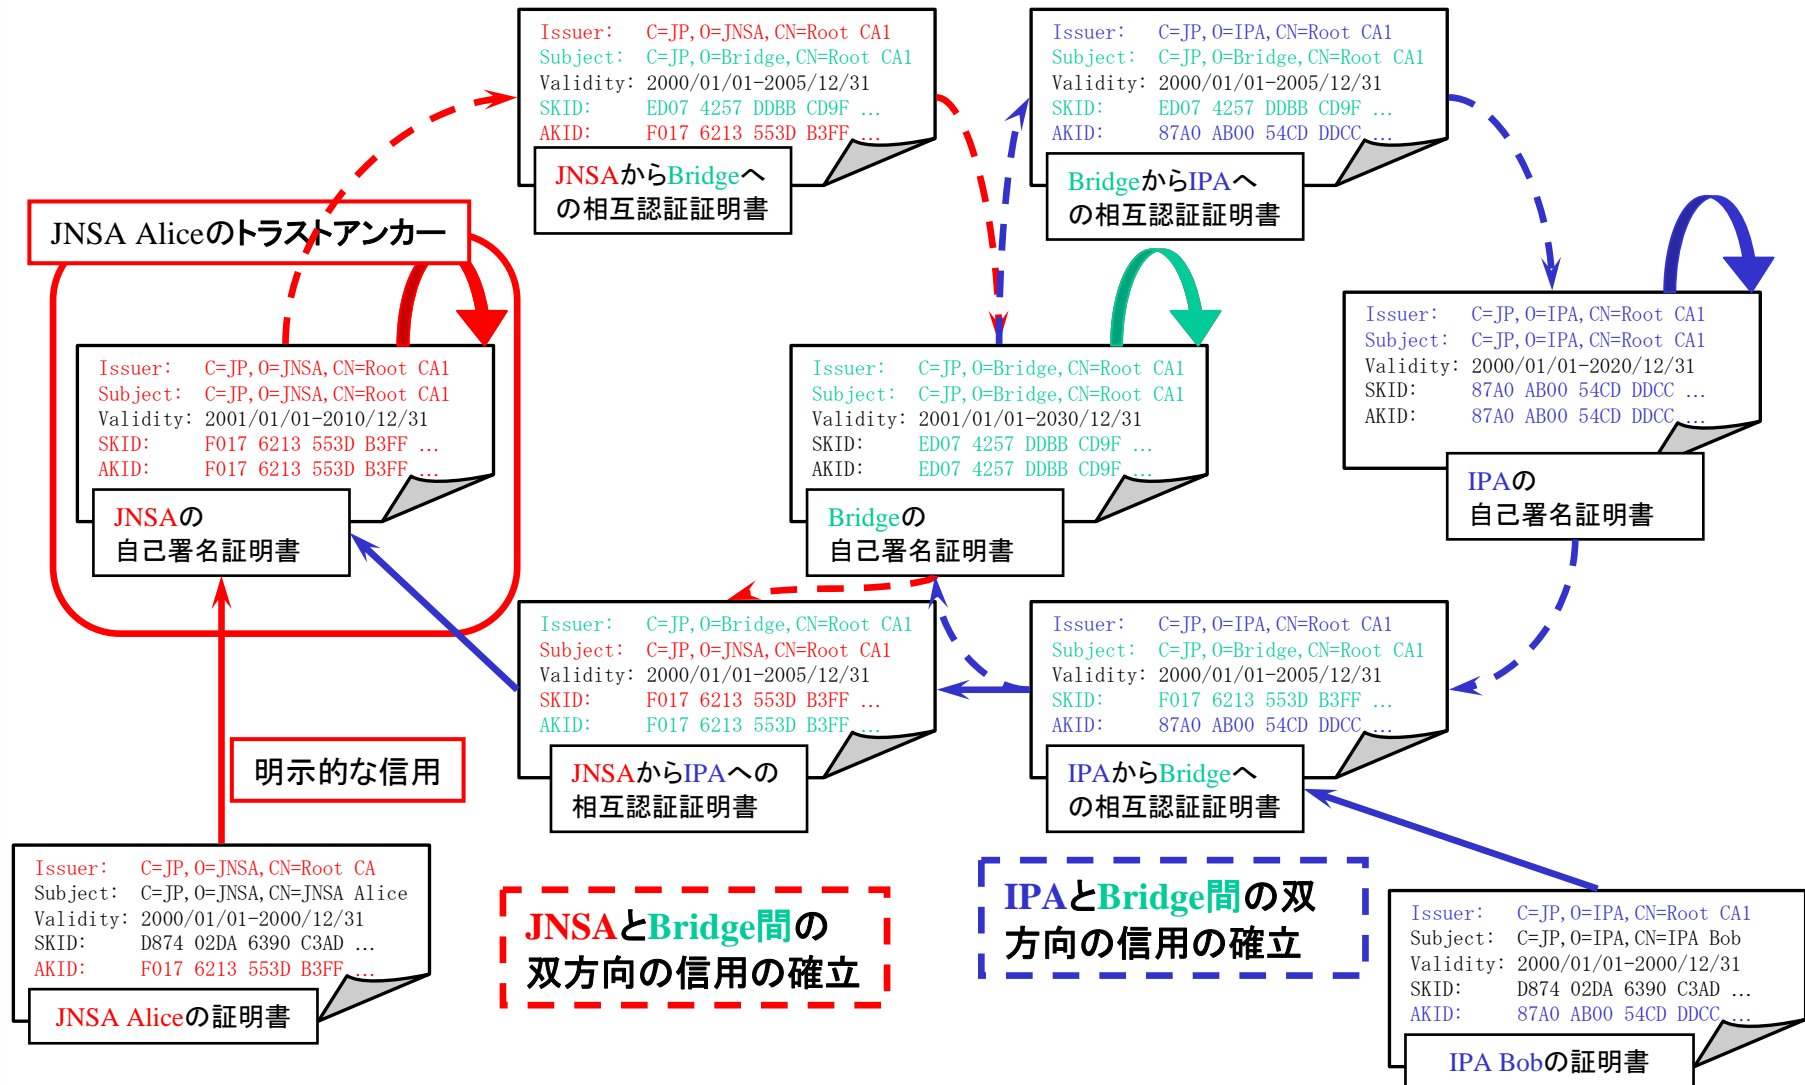 Issuer: C=JP,O=JNSA,CN=Root CA1
Subject: C=JP,O=Bridge,CN=Root CA1
Validity: 2000/01/01-2005/12/31
SKID: ED07 4257 DDBB CD9F ...
AKID: F017 6213 553D B3FF ...
JNSAからBridgeへ
の相互認証証明書
Issuer: C=JP,O=IPA,CN=Root CA1
Subject: C=JP,O=Bridge,CN=Root CA1
Validity: 2000/01/01-2005/12/31
SKID: ED07 4257 DDBB CD9F ...
AKID: 87A0 AB00 54CD DDCC ...
BridgeからIPAへ
の相互認証証明書
JNSA Aliceのトラストアンカー
Issuer: C=JP,O=JNSA,CN=Root CA1
Subject: C=JP,O=JNSA,CN=Root CA1
Validity: 2001/01/01-2010/12/31
SKID: F017 6213 553D B3FF ...
AKID: F017 6213 553D B3FF ...
JNSAの
自己署名証明書
Issuer: C=JP,O=Bridge,CN=Root CA1
Subject: C=JP,O=Bridge,CN=Root CA1
Validity: 2001/01/01-2030/12/31
SKID: ED07 4257 DDBB CD9F ...
AKID: ED07 4257 DDBB CD9F ...
Bridgeの
自己署名証明書
Issuer: C=JP,O=IPA,CN=Root CA1
Subject: C=JP,O=IPA,CN=Root CA1
Validity: 2000/01/01-2020/12/31
SKID: 87A0 AB00 54CD DDCC ...
AKID: 87A0 AB00 54CD DDCC ...
IPAの
自己署名証明書
Issuer: C=JP,O=Bridge,CN=Root CA1
Subject: C=JP,O=JNSA,CN=Root CA1
Validity: 2000/01/01-2005/12/31
SKID: F017 6213 553D B3FF ...
AKID: F017 6213 553D B3FF ...
JNSAからIPAへの
相互認証証明書
Issuer: C=JP,O=IPA,CN=Root CA1
Subject: C=JP,O=Bridge,CN=Root CA1
Validity: 2000/01/01-2005/12/31
SKID: F017 6213 553D B3FF ...
AKID: 87A0 AB00 54CD DDCC ...
IPAからBridgeへ
の相互認証証明書
明示的な信用
Issuer: C=JP,O=JNSA,CN=Root CA
Subject: C=JP,O=JNSA,CN=JNSA Alice
Validity: 2000/01/01-2000/12/31
SKID: D874 02DA 6390 C3AD ...
AKID: F017 6213 553D B3FF ...
JNSA Aliceの証明書
JNSAとBridge間の
双方向の信用の確立
IPAとBridge間の双
方向の信用の確立
Issuer: C=JP,O=IPA,CN=Root CA1
Subject: C=JP,O=IPA,CN=IPA Bob
Validity: 2000/01/01-2000/12/31
SKID: D874 02DA 6390 C3AD ...
AKID: 87A0 AB00 54CD DDCC ...
IPA Bobの証明書